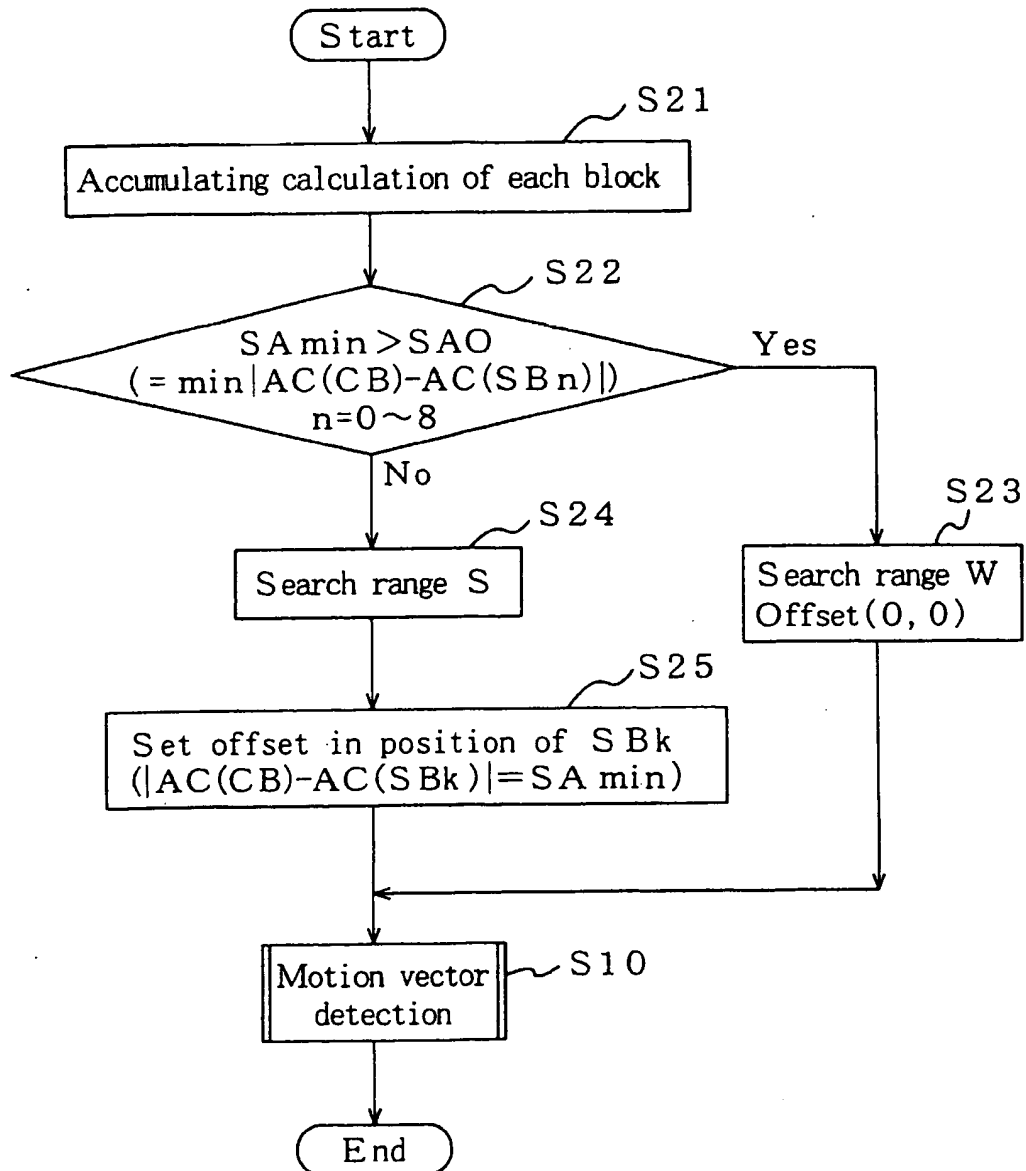 Start
S21
Accumulating calculation of each block
S22
SAmin>SAO
(=min|AC(CB)-AC(SBn)|)
n=0~8
Yes
No
S23
S24
Search range S
Search range W
Offset(0,0)
S25
Set offset in position of SBk
(|AC(CB)-AC(SBk)|=SAmin)
Motion vector
detection
S10
End